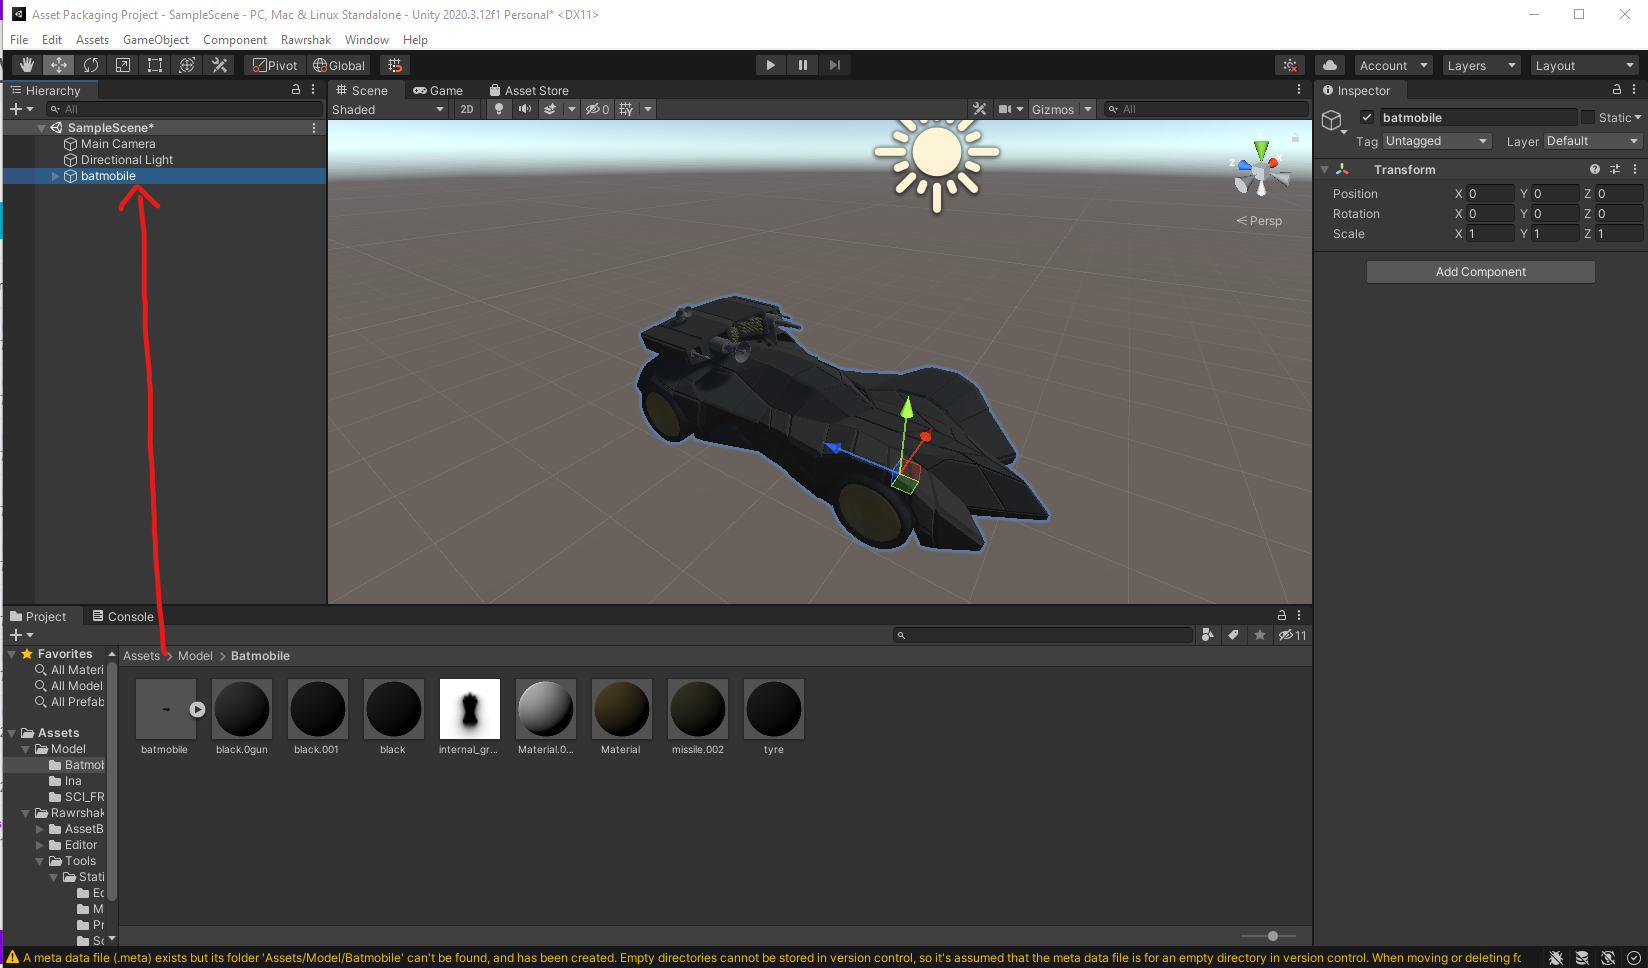 Asset Packaging Project - SampleScene - PC, Mac & Linux Standalone - Unity 2020.3.12f1 Personal* <DX11>
File Edit Assets GameObject Component Rawrshak Window Help
Pivot Global Account Layers Layout
Hierarchy
All
SampleScene*
Main Camera
Directional Light
batmobile
Scene Game Asset Store
Shaded 2D 0 Gizmos All
y
x
z
Persp
Inspector
batmobile Static
Tag Untagged Layer Default
Transform
Position X 0 Y 0 Z 0
Rotation X 0 Y 0 Z 0
Scale X 1 Y 1 Z 1
Add Component
Project Console
11
Favorites
All Materi
All Model
All Prefab
Assets
Model
Batmob
Ina
SCI_FR
Rawrshak
AssetB
Editor
Tools
Stati
Ed
M
Pr
Sc
Assets > Model > Batmobile
batmobile black.0gun black.001 black internal_gr... Material.0... Material missile.002 tyre
A meta data file (.meta) exists but its folder 'Assets/Model/Batmobile' can't be found, and has been created. Empty directories cannot be stored in version control, so it's assumed that the meta data file is for an empty directory in version control. When moving or deleting fo